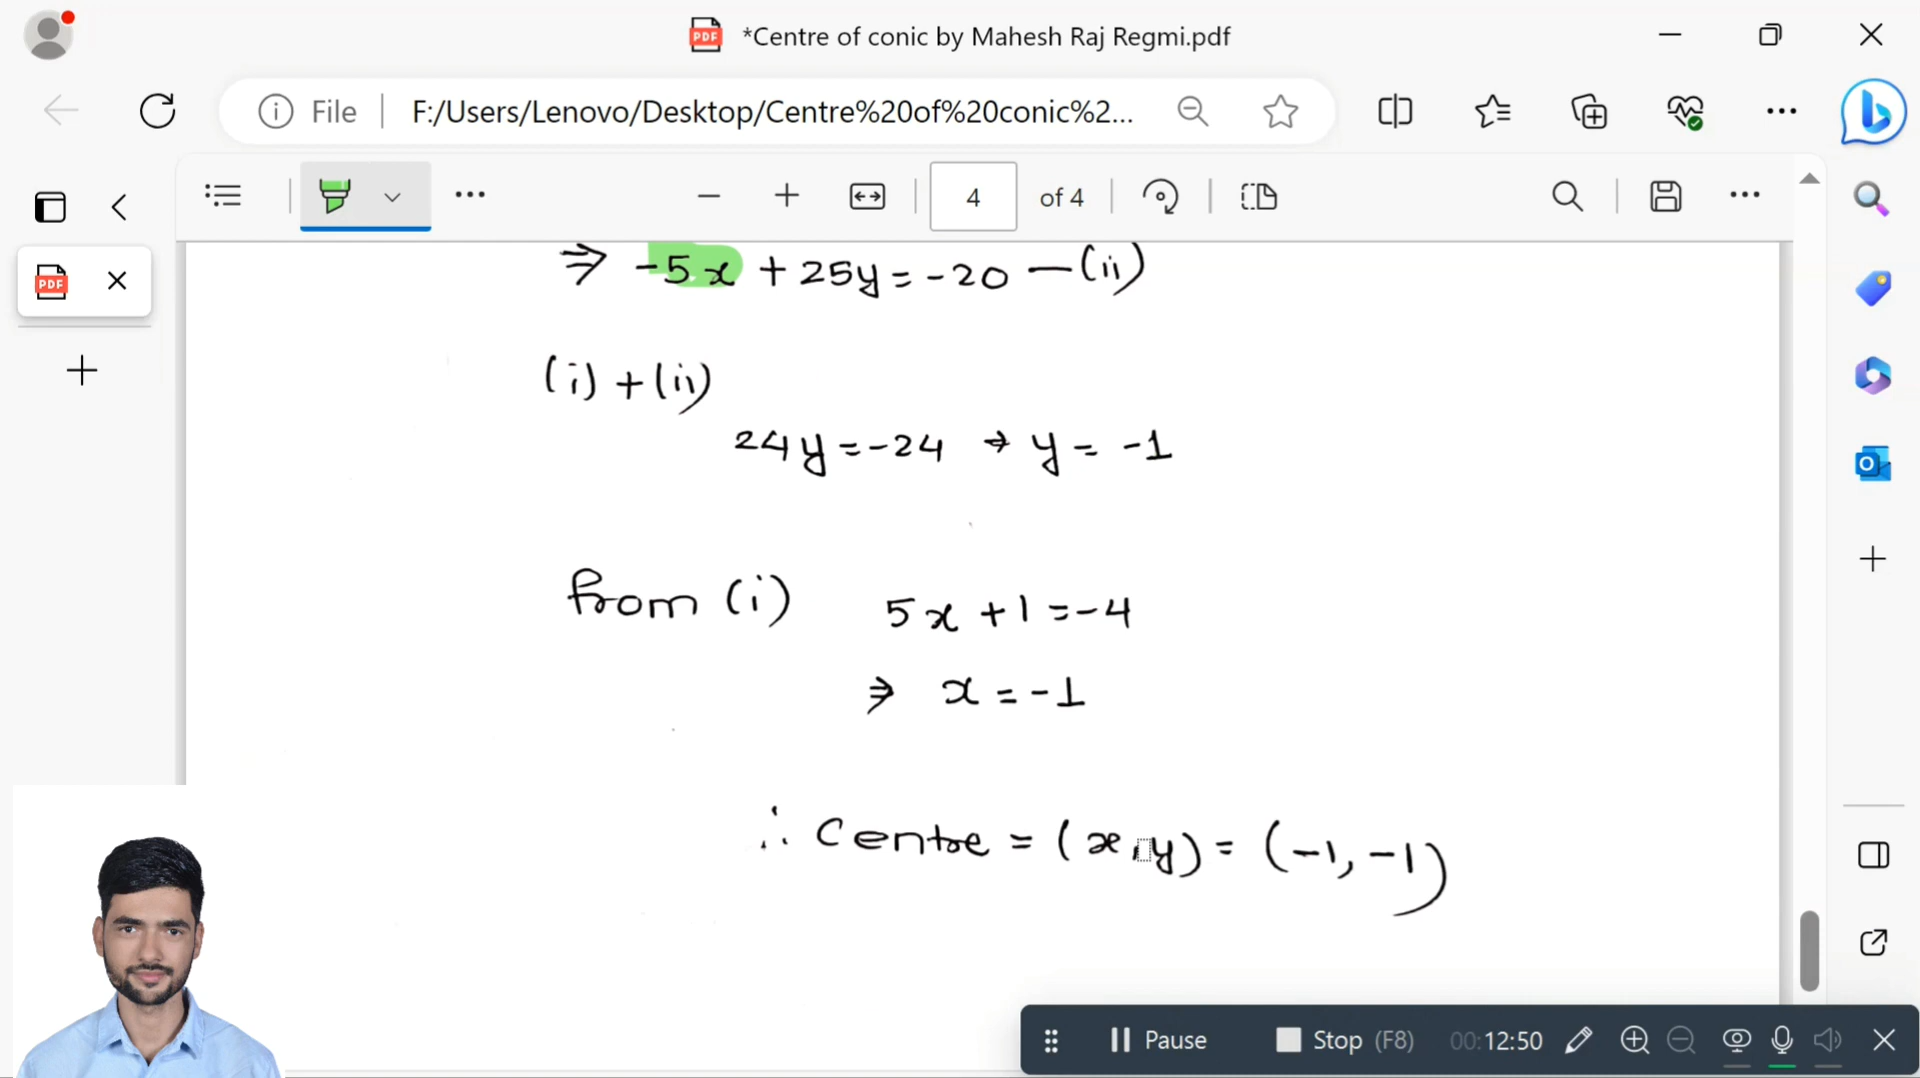 PDF *Centre of conic by Mahesh Raj Regmi.pdf
File F:/Users/Lenovo/Desktop/Centre%20of%20conic%2...
4 of 4
PDF
⇒ -5x + 25y = -20 —(ii)
(i) + (ii)
24y = -24 → y = -1
from (i) 5x + 1 = -4
⇒ x = -1
∴ Centre = (x, y) = (-1, -1)
Pause Stop (F8) 00:12:50